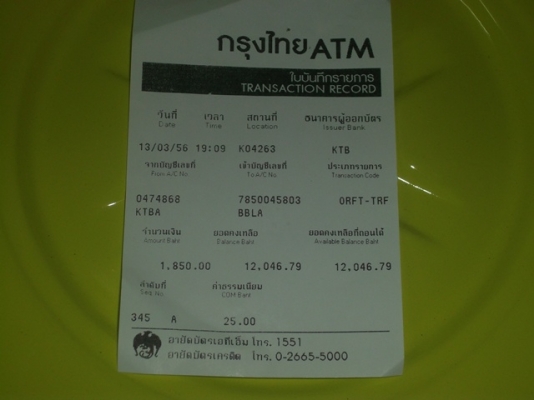 กรุงไทย ATM
ใบบันทึกรายการ
TRANSACTION RECORD
วันที่ เวลา สถานที่ ธนาคารผู้ออกบัตร
Date Time Location Issuer Bank
13/03/56 19:09 K04263 KTB
จากบัญชีเลขที่ เข้าบัญชีเลขที่ ประเภทรายการ
From A/C No. To A/C No. Transaction Code
0474868 7850045803 ORFT-TRF
KTBA BBLA
จำนวนเงิน ยอดคงเหลือ ยอดคงเหลือที่ถอนได้
Amount Baht Balance Baht Available Balance Baht
1,850.00 12,046.79 12,046.79
ลำดับที่ ค่าธรรมเนียม
Seq No. COM Baht
345 A 25.00
อายัดบัตรเอทีเอ็ม โทร. 1551
อายัดบัตรเครดิต โทร. 0-2665-5000